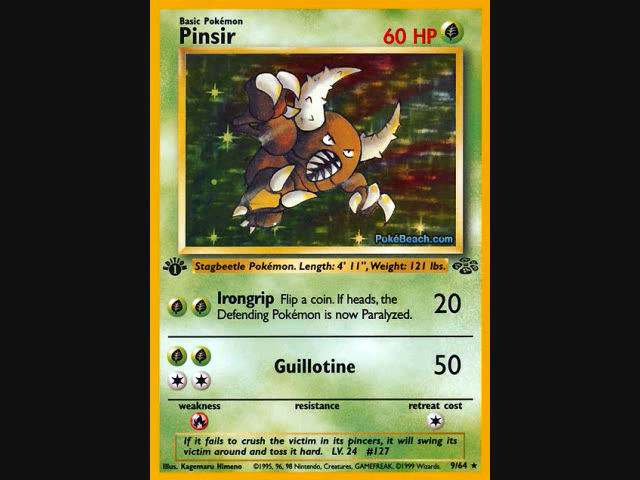 Basic Pokémon
Pinsir
60 HP
PokéBeach.com
EDITION
1
Stagbeetle Pokémon. Length: 4' 11", Weight: 121 lbs.
Irongrip Flip a coin. If heads, the
Defending Pokémon is now Paralyzed.
20
Guillotine
50
weakness
resistance
retreat cost
If it fails to crush the victim in its pincers, it will swing its
victim around and toss it hard. LV. 24 #127
Illus. Kagemaru Himeno
©1995, 96, 98 Nintendo, Creatures, GAMEFREAK. ©1999 Wizards.
9/64 ★